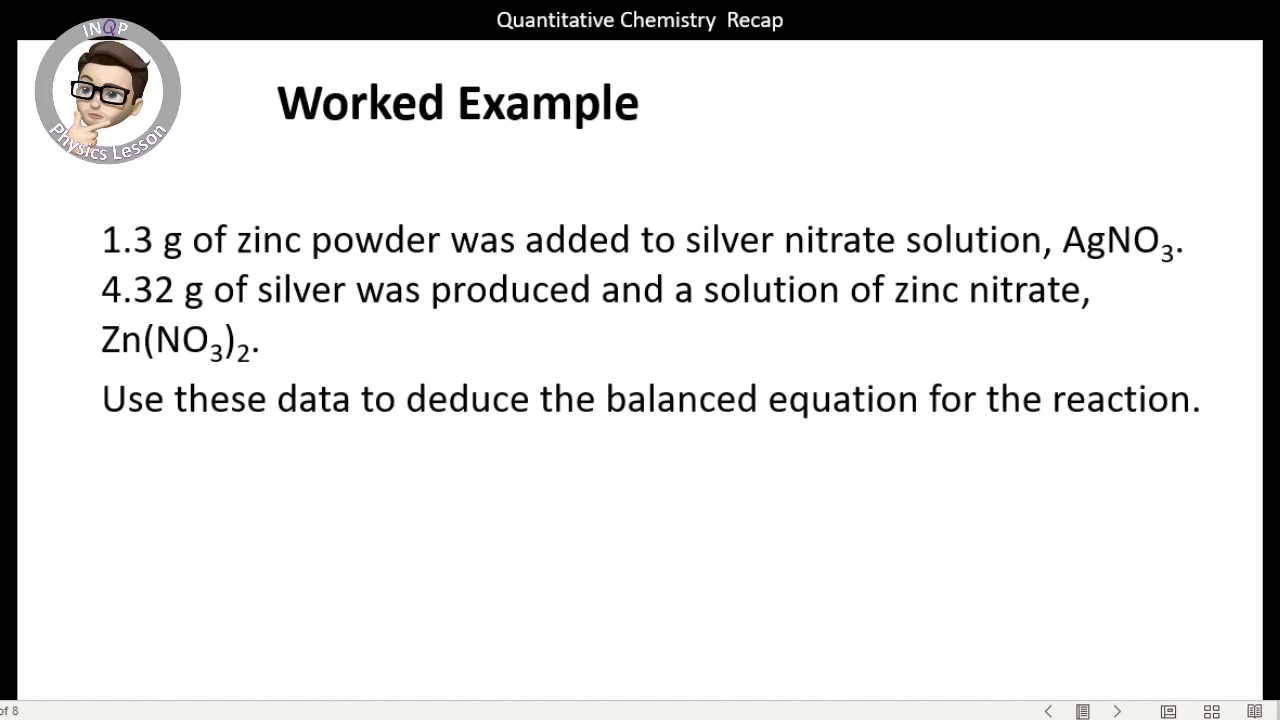 Quantitative Chemistry Recap
INQP
Physics Lesson
Worked Example
1.3 g of zinc powder was added to silver nitrate solution, AgNO₃.
4.32 g of silver was produced and a solution of zinc nitrate,
Zn(NO₃)₂.
Use these data to deduce the balanced equation for the reaction.
of 8